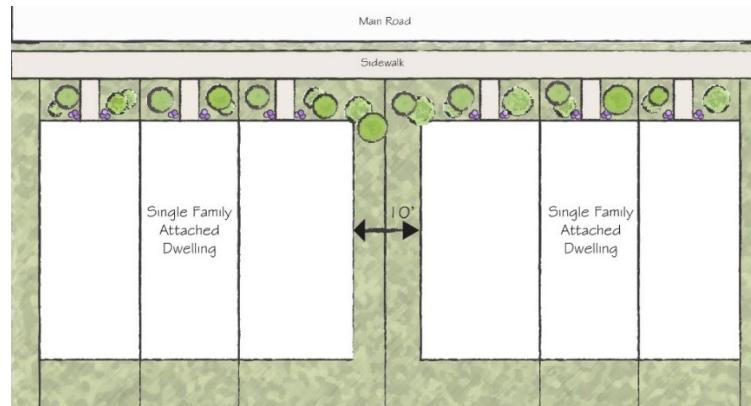 Main Road
Sidewalk
10'
Single Family
Attached
Dwelling
Single Family
Attached
Dwelling